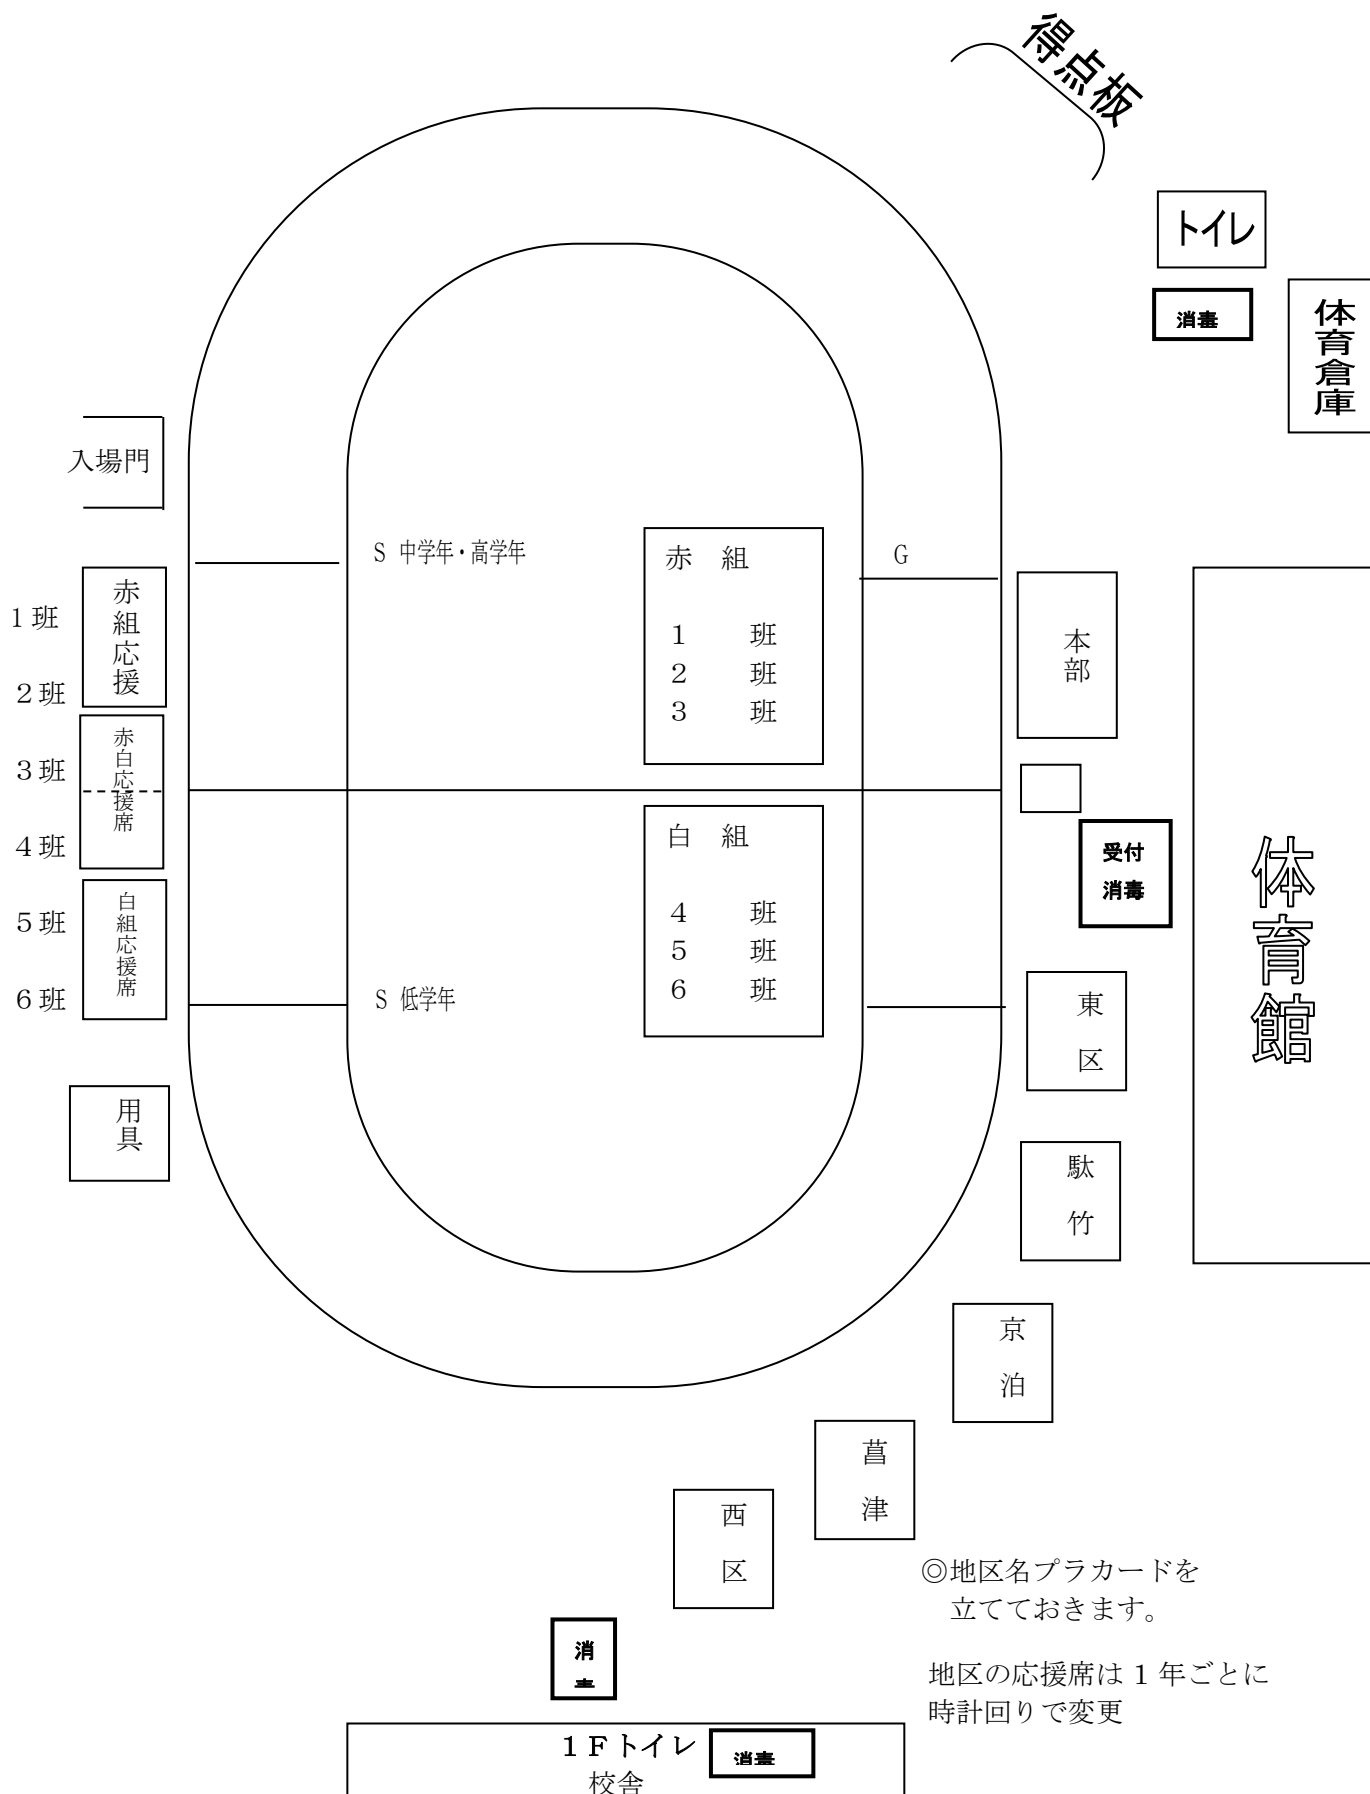 得点板
トイレ
消毒
体育倉庫
入場門
S 中学年・高学年
G
赤　組
１　　班
２　　班
３　　班
赤組応援
１班
２班
３班
４班
５班
６班
赤白応援席
白組応援席
本部
白　組
４　　班
５　　班
６　　班
受付
消毒
体育館
S 低学年
東区
用具
駄竹
京泊
菖津
西区
◎地区名プラカードを
立てておきます。
地区の応援席は 1 年ごとに
時計回りで変更
消毒
１Ｆトイレ
消毒
校舎